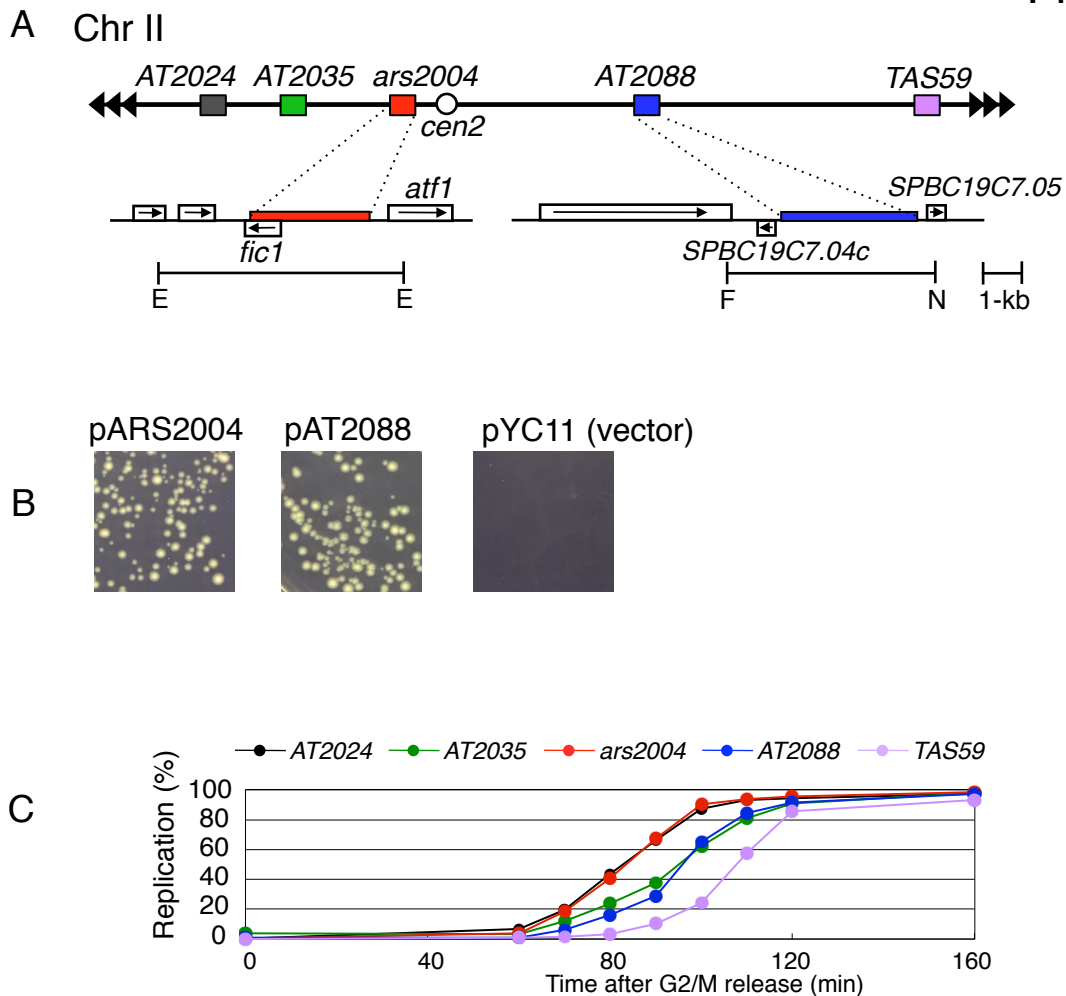 A Chr II
AT2024 AT2035 ars2004 AT2088 TAS59
cen2
atf1 SPBC19C7.05
fic1 SPBC19C7.04c
E E F N 1-kb
B
pARS2004 pAT2088 pYC11 (vector)
C
AT2024 AT2035 ars2004 AT2088 TAS59
Replication (%)
100
80
60
40
20
0
0 40 80 120 160
Time after G2/M release (min)